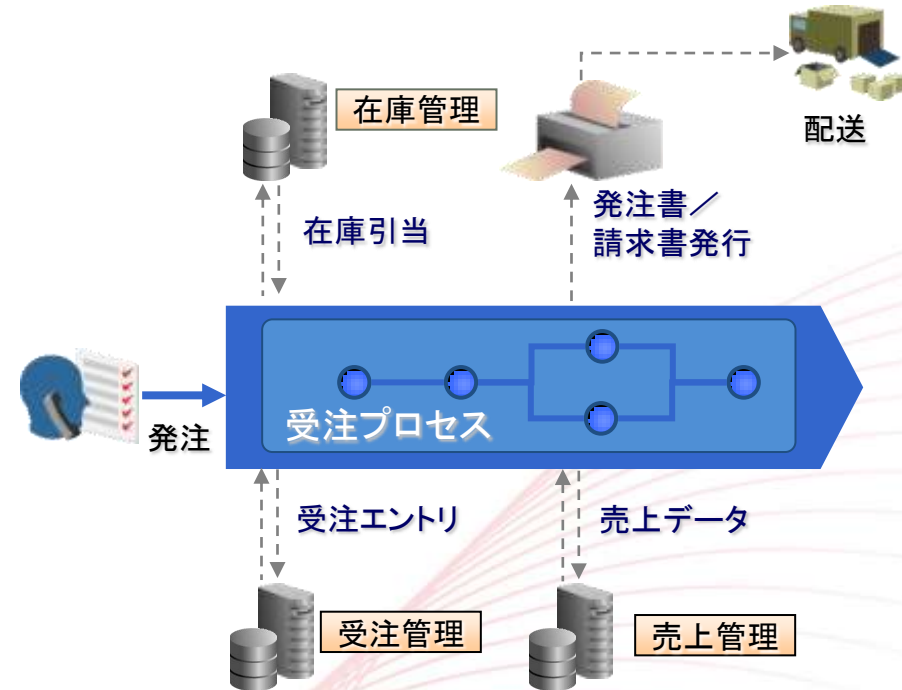 在庫管理
配送
在庫引当
発注書／
請求書発行
発注
受注プロセス
受注エントリ
売上データ
受注管理
売上管理